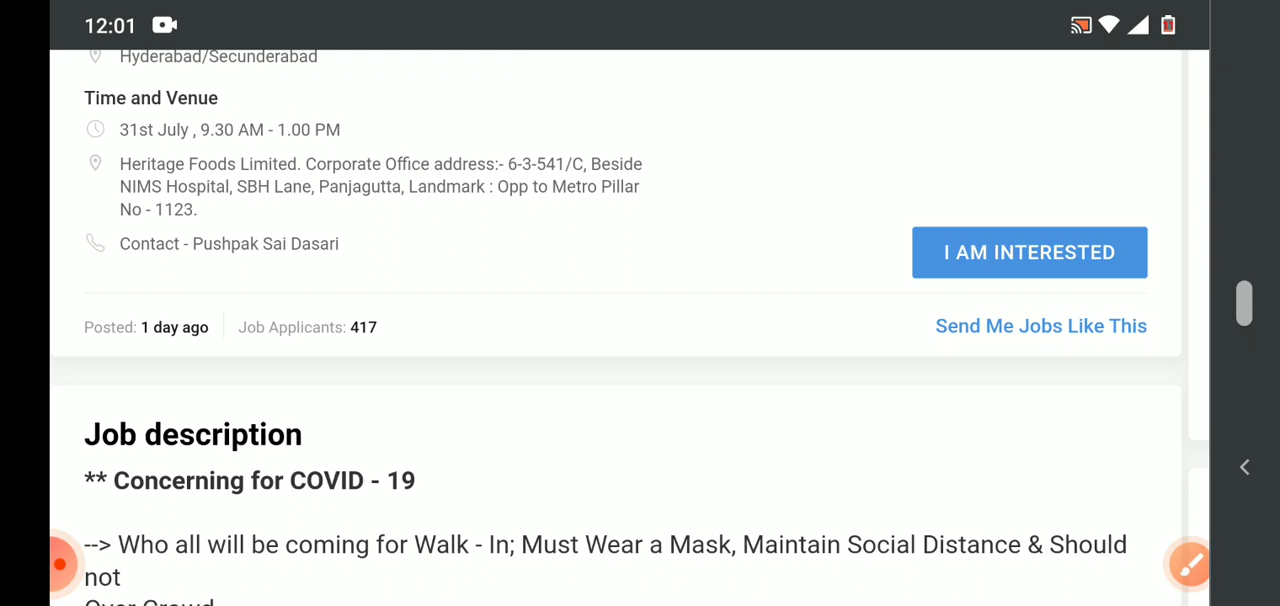 12:01
Hyderabad/Secunderabad
Time and Venue
31st July , 9.30 AM - 1.00 PM
Heritage Foods Limited. Corporate Office address:- 6-3-541/C, Beside
NIMS Hospital, SBH Lane, Panjagutta, Landmark : Opp to Metro Pillar
No - 1123.
Contact - Pushpak Sai Dasari
I AM INTERESTED
Posted: 1 day ago Job Applicants: 417
Send Me Jobs Like This
Job description
** Concerning for COVID - 19
--> Who all will be coming for Walk - In; Must Wear a Mask, Maintain Social Distance & Should
not
Over Crowd